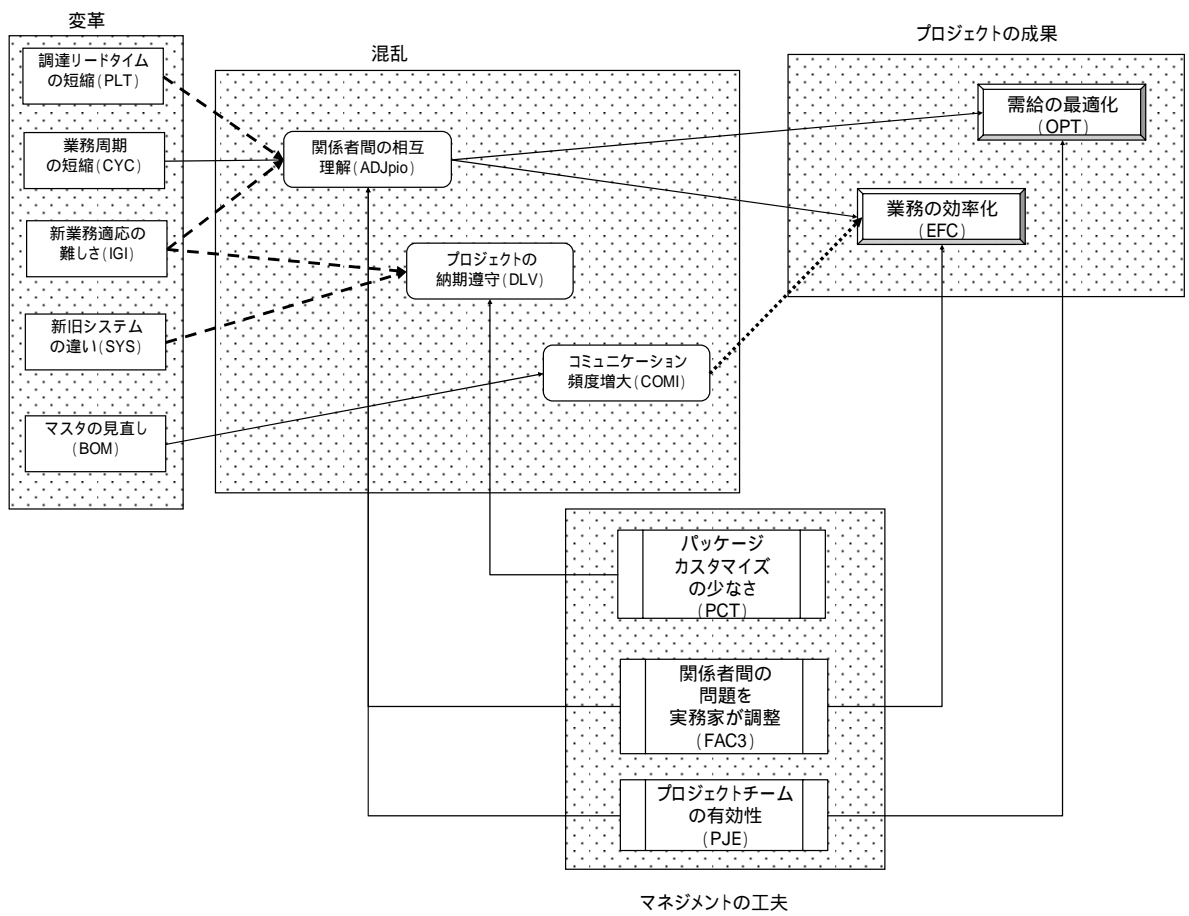 変革
調達リードタイム
の短縮(PLT)
業務周期
の短縮(CYC)
新業務適応の
難しさ(IGI)
新旧システム
の違い(SYS)
マスタの見直し
(BOM)
混乱
関係者間の相互
理解(ADJpio)
プロジェクトの
納期遵守(DLV)
コミュニケーション
頻度増大(COMI)
プロジェクトの成果
需給の最適化
(OPT)
業務の効率化
(EFC)
パッケージ
カスタマイズ
の少なさ
(PCT)
関係者間の
問題を
実務家が調整
(FAC3)
プロジェクトチーム
の有効性
(PJE)
マネジメントの工夫